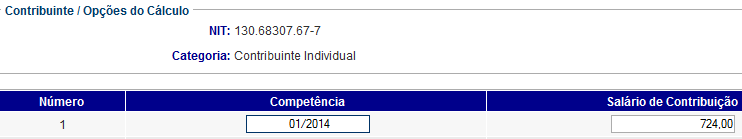 Contribuinte / Opções do Cálculo
NIT: 130.68307.67-7
Categoria: Contribuinte Individual
Número Competência Salário de Contribuição
1 01/2014 724,00